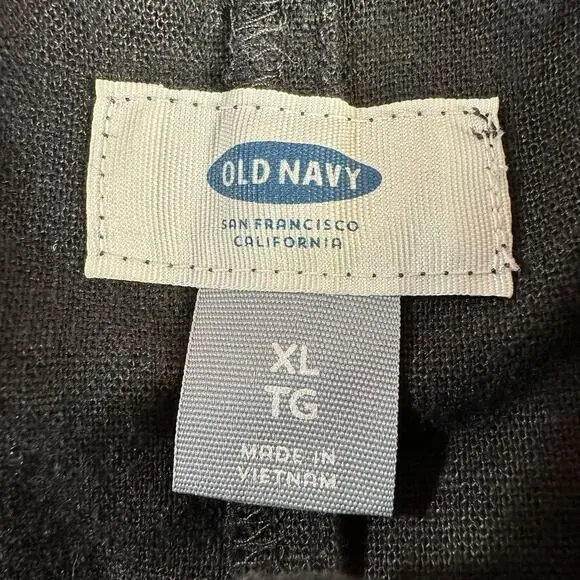 OLD NAVY
SAN FRANCISCO
CALIFORNIA
XL
TG
MADE IN
VIETNAM